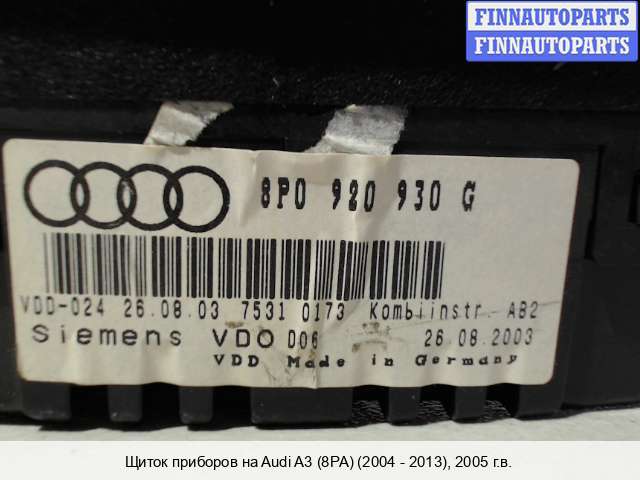 FINNAUTOPARTS
FINNAUTOPARTS
8P0 920 930 G
VDD-024 26.08.03 7531 0173 Kombiinstr. AB2
Siemens VDO D06 26.08.2003
VDD Made in Germany
Щиток приборов на Audi A3 (8PA) (2004 - 2013), 2005 г.в.